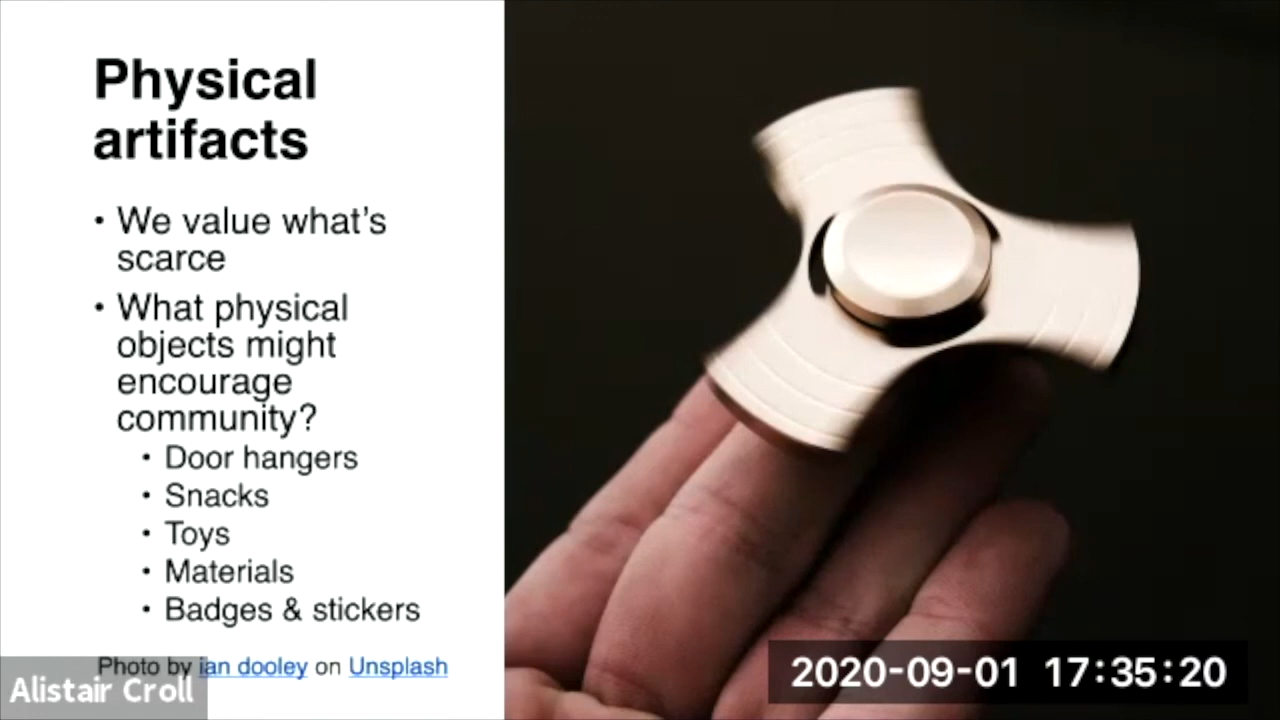 Physical
artifacts
• We value what's
scarce
• What physical
objects might
encourage
community?
• Door hangers
• Snacks
• Toys
• Materials
• Badges & stickers
Photo by ian dooley on Unsplash
Alistair Croll
2020-09-01 17:35:20